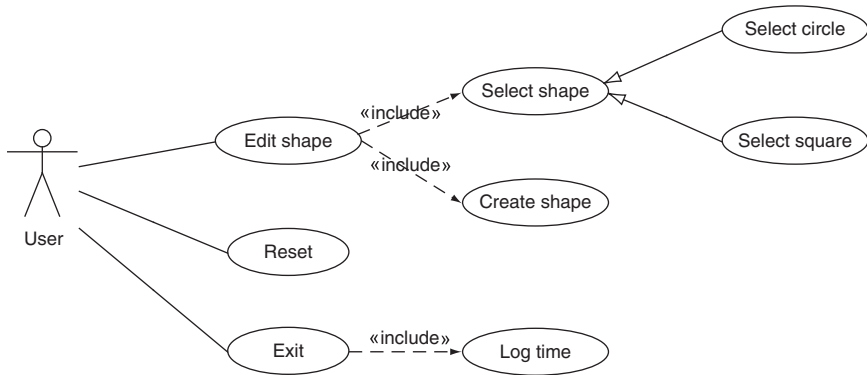 Select circle
Select shape
«include»
Edit shape
Select square
«include»
Create shape
User
Reset
«include»
Exit
Log time